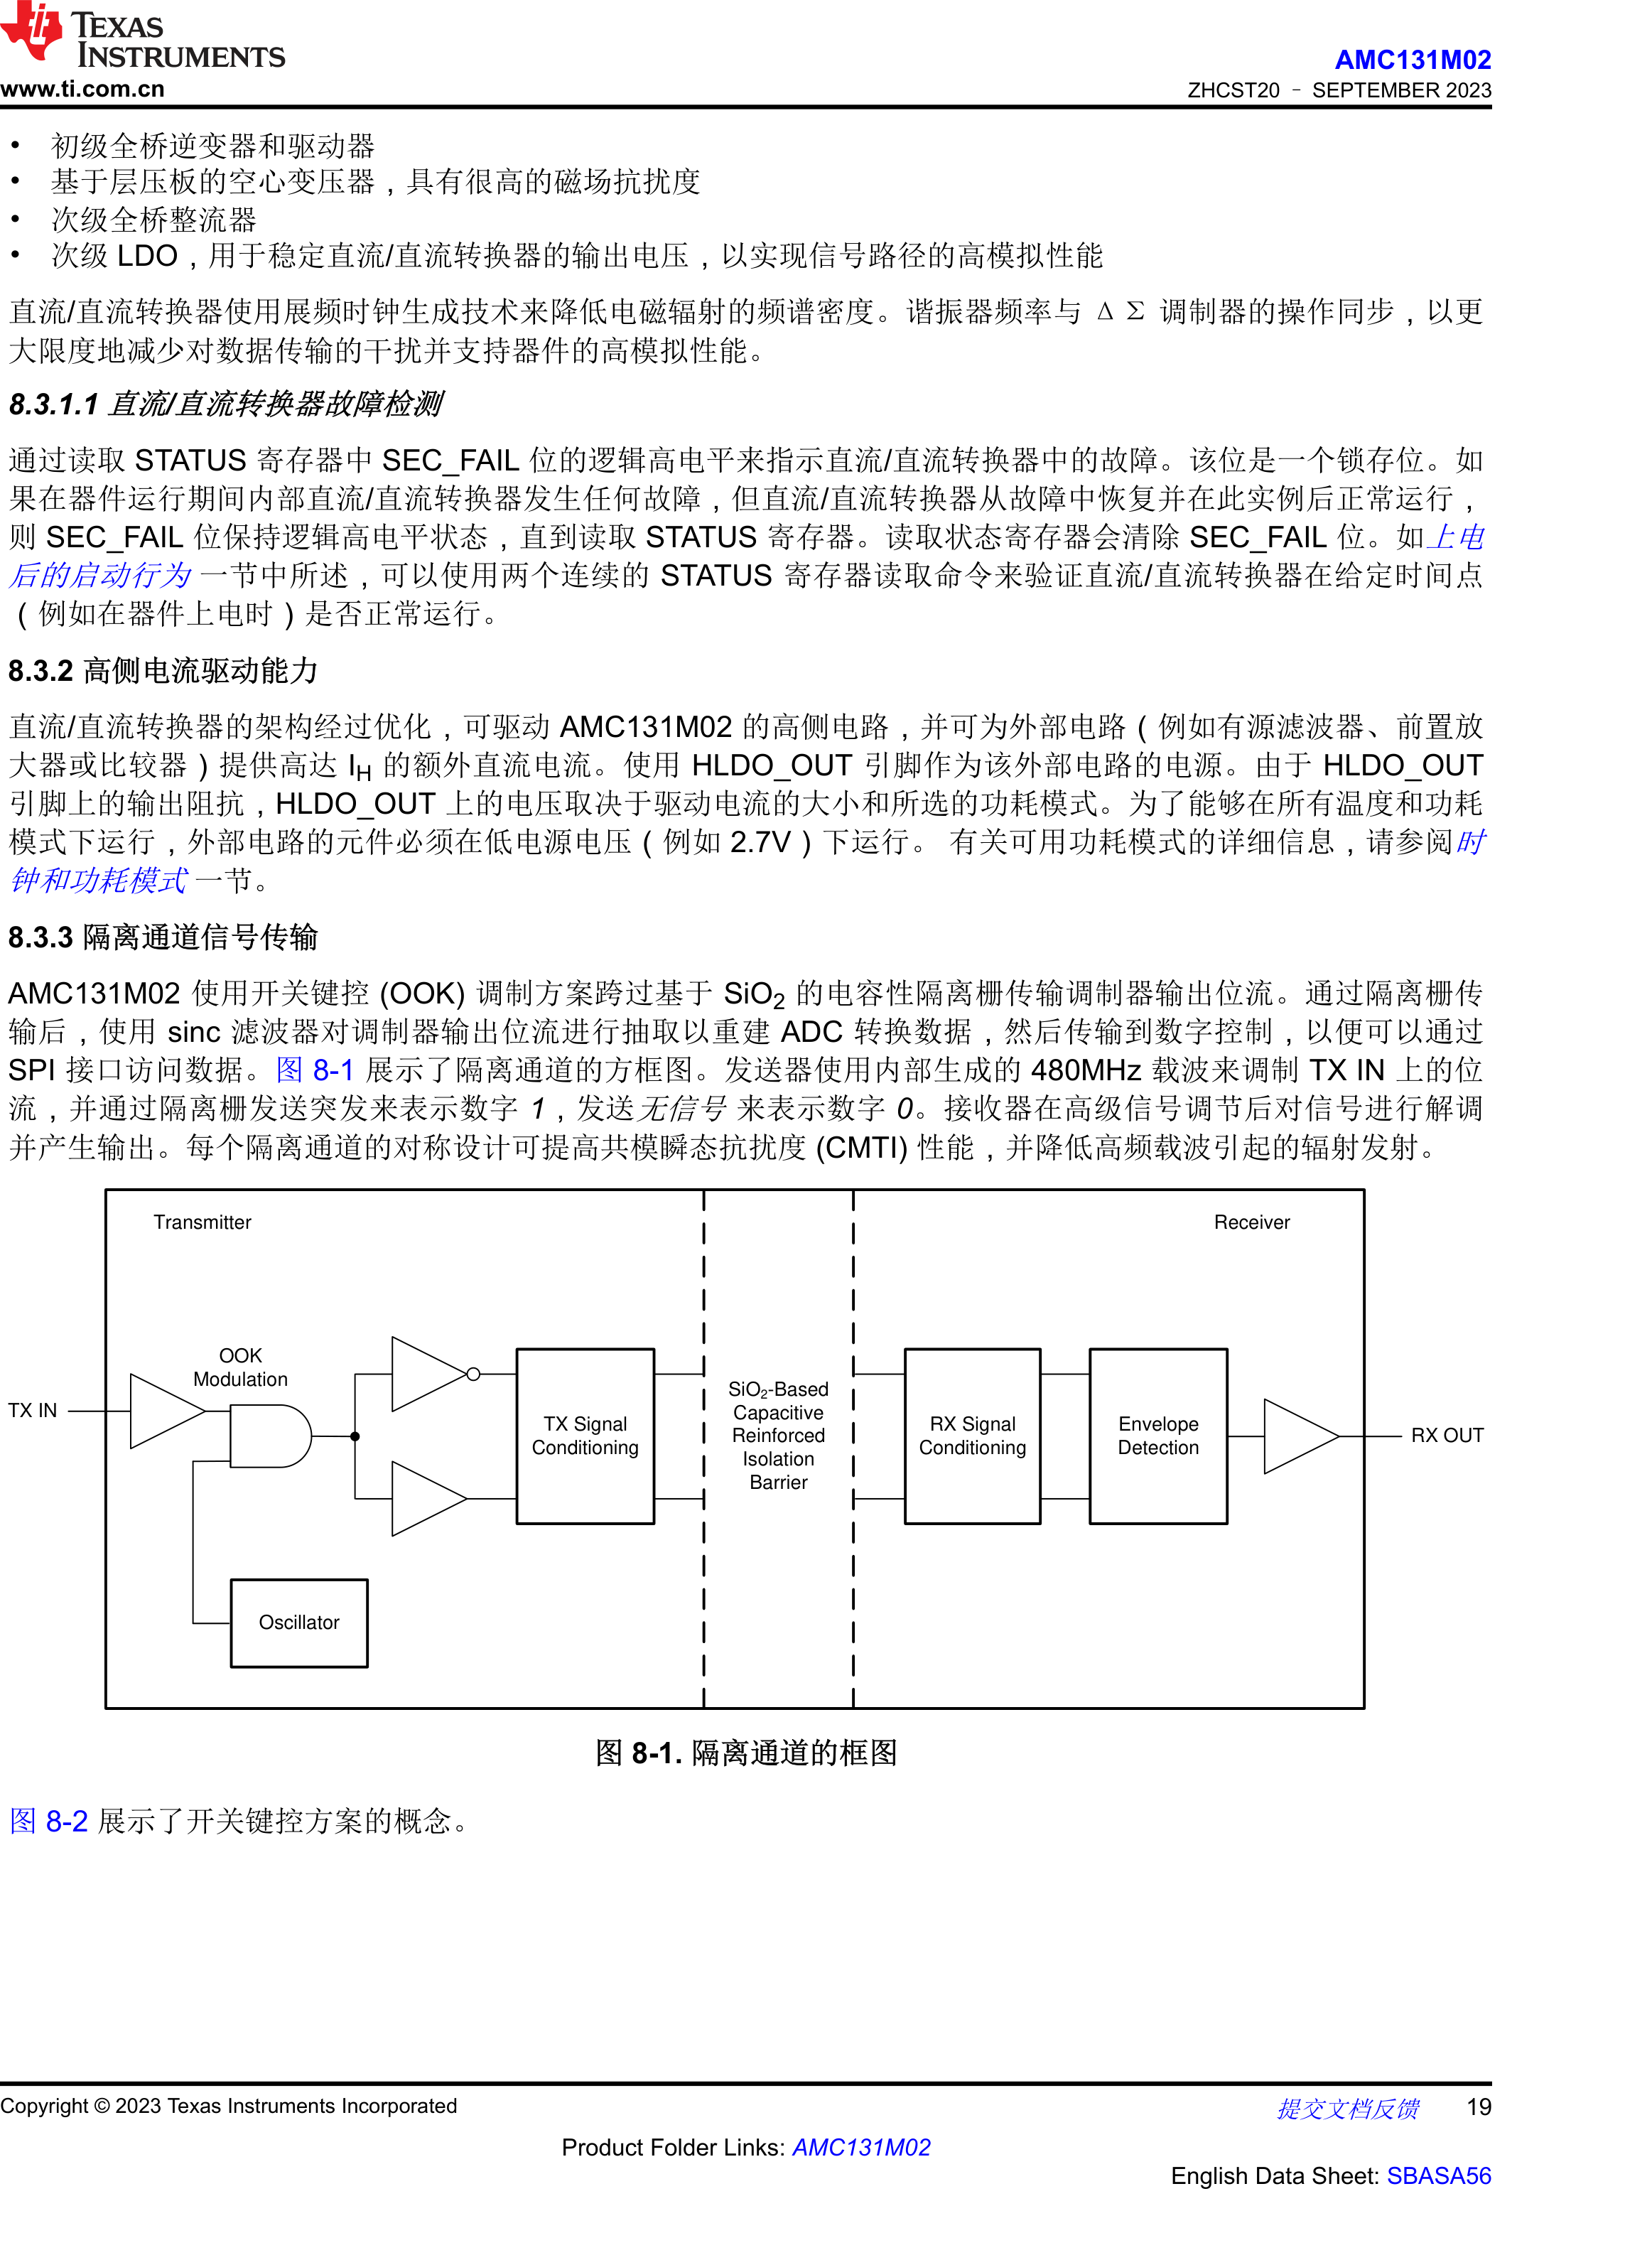 TEXAS
INSTRUMENTS
www.ti.com.cn
AMC131M02
ZHCST20 – SEPTEMBER 2023
• 初级全桥逆变器和驱动器
• 基于层压板的空心变压器，具有很高的磁场抗扰度
• 次级全桥整流器
• 次级 LDO，用于稳定直流/直流转换器的输出电压，以实现信号路径的高模拟性能
直流/直流转换器使用展频时钟生成技术来降低电磁辐射的频谱密度。谐振器频率与 ΔΣ 调制器的操作同步，以更
大限度地减少对数据传输的干扰并支持器件的高模拟性能。
8.3.1.1 直流/直流转换器故障检测
通过读取 STATUS 寄存器中 SEC_FAIL 位的逻辑高电平来指示直流/直流转换器中的故障。该位是一个锁存位。如
果在器件运行期间内部直流/直流转换器发生任何故障，但直流/直流转换器从故障中恢复并在此实例后正常运行，
则 SEC_FAIL 位保持逻辑高电平状态，直到读取 STATUS 寄存器。读取状态寄存器会清除 SEC_FAIL 位。如上电
后的启动行为 一节中所述，可以使用两个连续的 STATUS 寄存器读取命令来验证直流/直流转换器在给定时间点
（例如在器件上电时）是否正常运行。
8.3.2 高侧电流驱动能力
直流/直流转换器的架构经过优化，可驱动 AMC131M02 的高侧电路，并可为外部电路（例如有源滤波器、前置放
大器或比较器）提供高达 IH 的额外直流电流。使用 HLDO_OUT 引脚作为该外部电路的电源。由于 HLDO_OUT
引脚上的输出阻抗，HLDO_OUT 上的电压取决于驱动电流的大小和所选的功耗模式。为了能够在所有温度和功耗
模式下运行，外部电路的元件必须在低电源电压（例如 2.7V）下运行。 有关可用功耗模式的详细信息，请参阅时
钟和功耗模式 一节。
8.3.3 隔离通道信号传输
AMC131M02 使用开关键控 (OOK) 调制方案跨过基于 SiO2 的电容性隔离栅传输调制器输出位流。通过隔离栅传
输后，使用 sinc 滤波器对调制器输出位流进行抽取以重建 ADC 转换数据，然后传输到数字控制，以便可以通过
SPI 接口访问数据。图 8-1 展示了隔离通道的方框图。发送器使用内部生成的 480MHz 载波来调制 TX IN 上的位
流，并通过隔离栅发送突发来表示数字 1，发送无信号 来表示数字 0。接收器在高级信号调节后对信号进行解调
并产生输出。每个隔离通道的对称设计可提高共模瞬态抗扰度 (CMTI) 性能，并降低高频载波引起的辐射发射。
Transmitter
Receiver
OOK
Modulation
TX IN
TX Signal
Conditioning
SiO2-Based
Capacitive
Reinforced
Isolation
Barrier
RX Signal
Conditioning
Envelope
Detection
RX OUT
Oscillator
图 8-1. 隔离通道的框图
图 8-2 展示了开关键控方案的概念。
Copyright © 2023 Texas Instruments Incorporated
提交文档反馈 19
Product Folder Links: AMC131M02
English Data Sheet: SBASA56